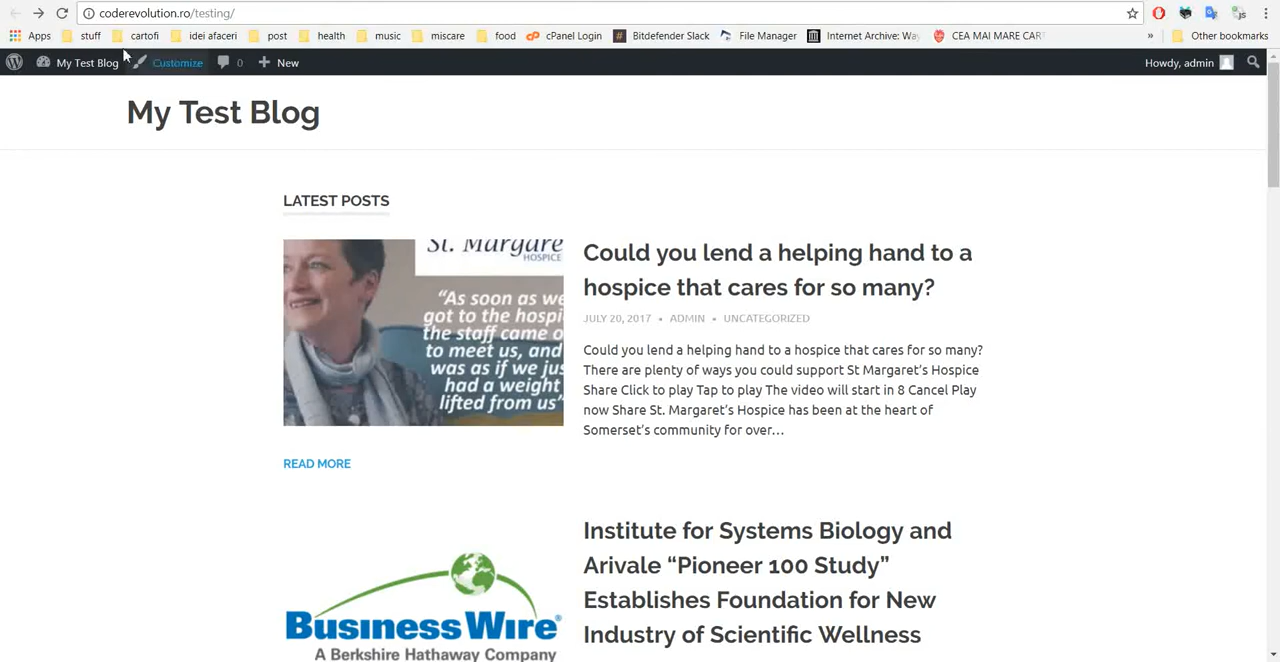 coderevolution.ro/testing/
Apps stuff cartofi idei afaceri post health music miscare food cPanel Login Bitdefender Slack File Manager Internet Archive: Wa CEA MAI MARE CAR » Other bookmarks
My Test Blog Customize 0 New Howdy, admin
My Test Blog
LATEST POSTS
St. Margare
HOSPICE
“As soon as we
got to the hospi
the staff came o
to meet us, and
was as if we jus
had a weight
lifted from us”
Could you lend a helping hand to a
hospice that cares for so many?
JULY 20, 2017 • ADMIN • UNCATEGORIZED
Could you lend a helping hand to a hospice that cares for so many?
There are plenty of ways you could support St Margaret’s Hospice
Share Click to play Tap to play The video will start in 8 Cancel Play
now Share St. Margaret’s Hospice has been at the heart of
Somerset’s community for over…
READ MORE
BusinessWire®
A Berkshire Hathaway Company
Institute for Systems Biology and
Arivale “Pioneer 100 Study”
Establishes Foundation for New
Industry of Scientific Wellness